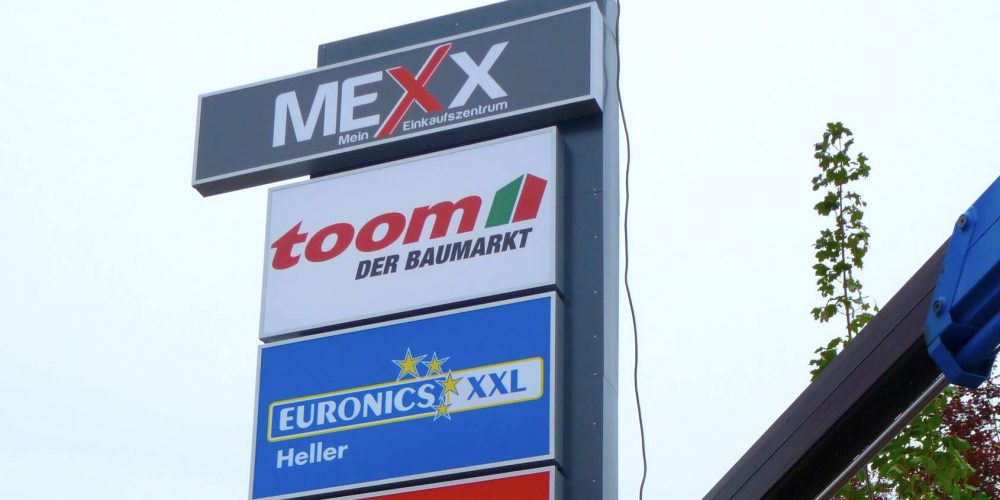 MEXX
Mein Einkaufszentrum
toom
DER BAUMARKT
EURONICS XXL
Heller